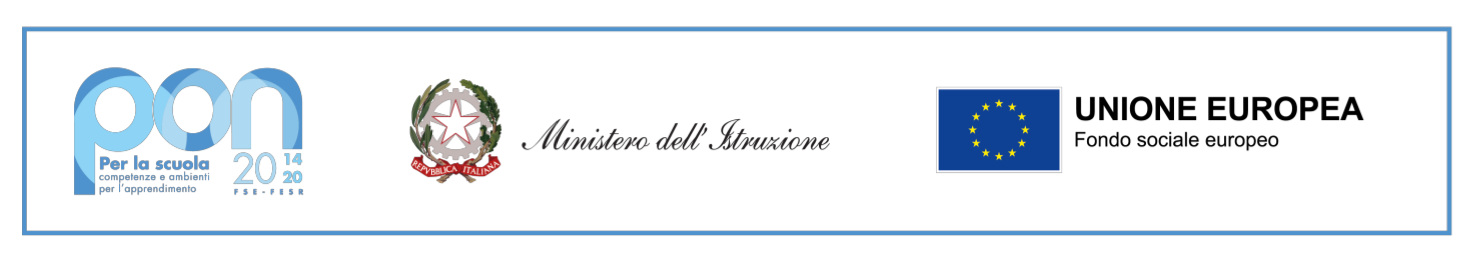 pon
Per la scuola
competenze e ambienti
per l'apprendimento
20 14
20
FSE-FESR
REPVBBLICA ITALIANA
Ministero dell'Istruzione
UNIONE EUROPEA
Fondo sociale europeo